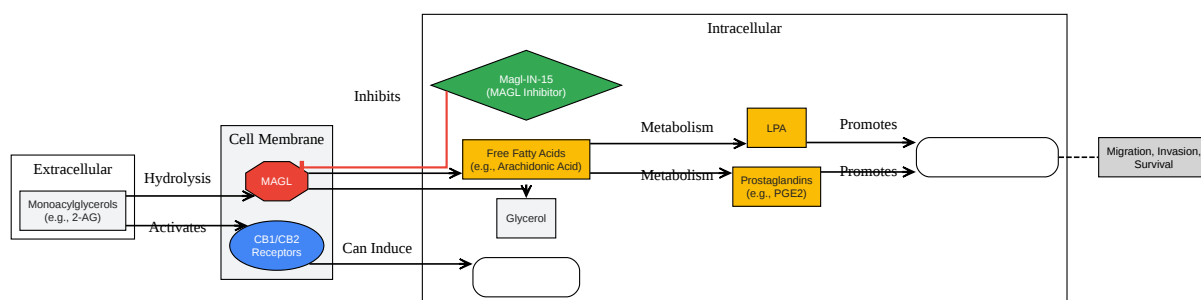 Intracellular
Magl-IN-15
(MAGL Inhibitor)
Inhibits
Cell Membrane
Extracellular
Hydrolysis
MAGL
Monoacylglycerols
(e.g., 2-AG)
Activates
CB1/CB2
Receptors
Can Induce
Free Fatty Acids
(e.g., Arachidonic Acid)
Glycerol
Metabolism
LPA
Promotes
Metabolism
Prostaglandins
(e.g., PGE2)
Promotes
Migration, Invasion,
Survival